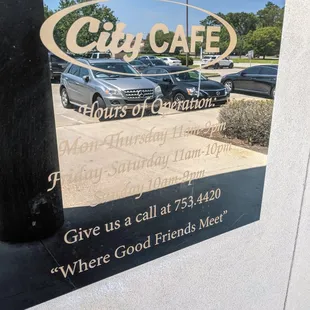 City CAFE
Hours of Operation:
Mon-Thursday 11am-9pm
Friday-Saturday 11am-10pm
Sunday 10am-9pm
Give us a call at 753.4420
"Where Good Friends Meet"